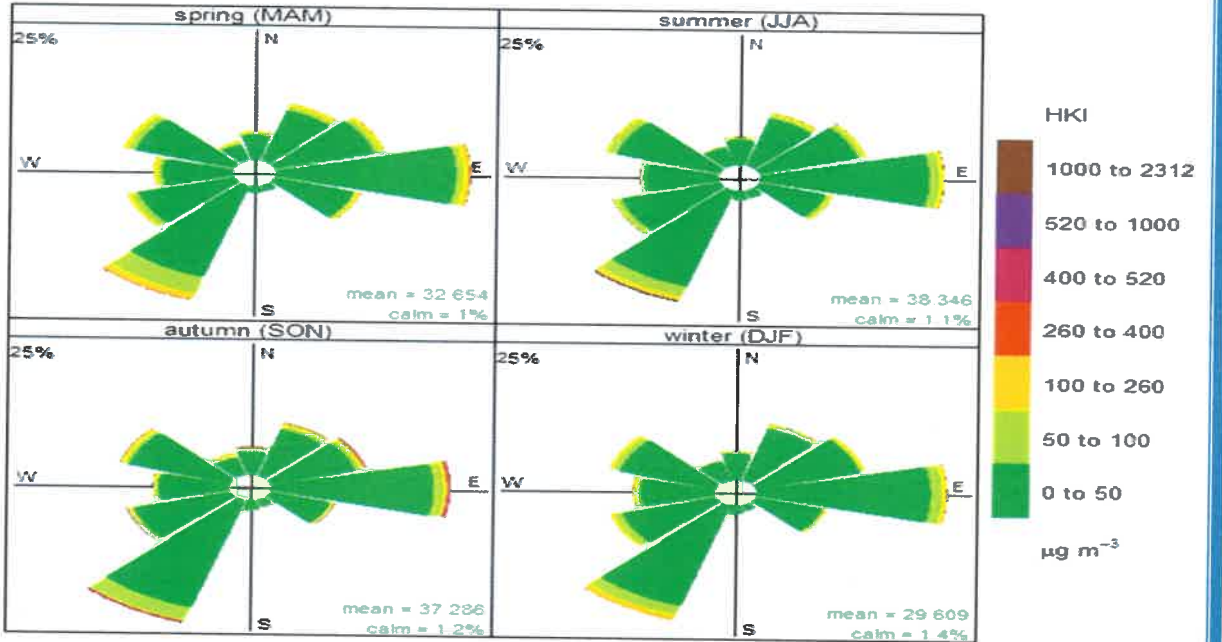 spring (MAM)
25%
N
W
E
S
mean = 32.654
calm = 1%
summer (JJA)
25%
N
W
E
S
mean = 38.346
calm = 1.1%
autumn (SON)
25%
N
W
E
S
mean = 37.286
calm = 1.2%
winter (DJF)
25%
N
W
E
S
mean = 29.609
calm = 1.4%
HKI
1000 to 2312
520 to 1000
400 to 520
260 to 400
100 to 260
50 to 100
0 to 50
µg m⁻³